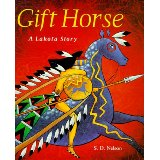 Gift Horse
A Lakota Story
S. D. Nelson